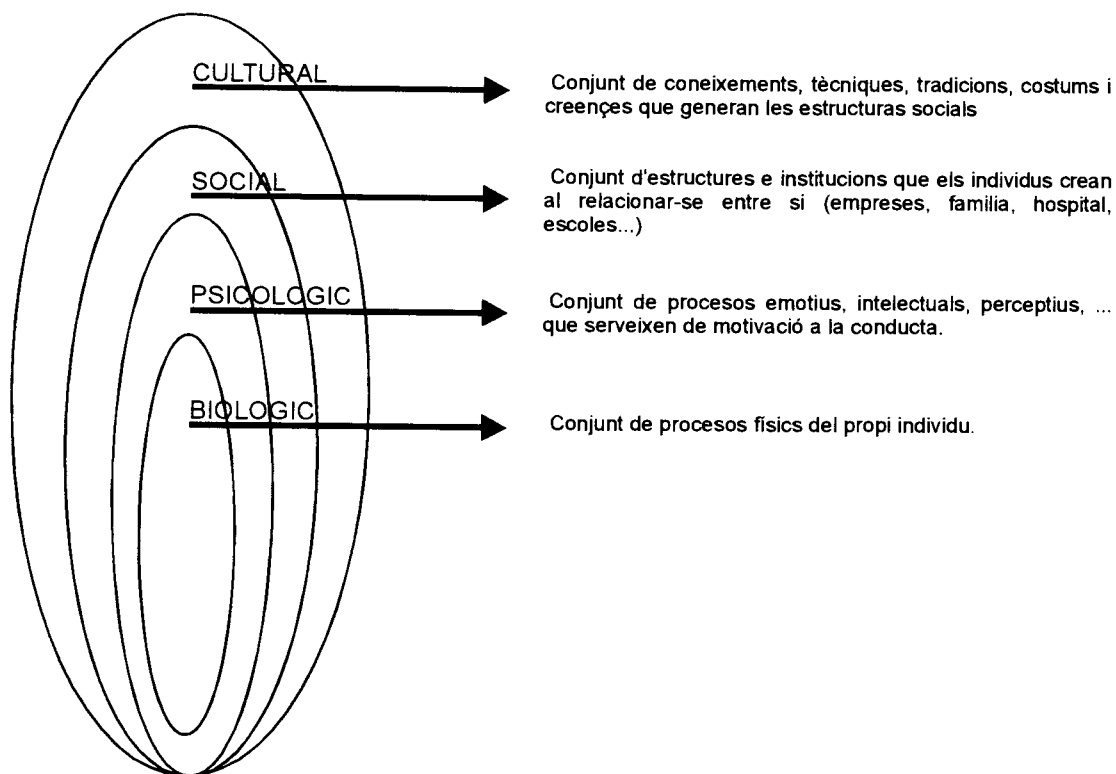 CULTURAL
Conjunt de coneixements, tècniques, tradicions, costums i
creençes que generan les estructuras socials
SOCIAL
Conjunt d'estructures e institucions que els individus crean
al relacionar-se entre si (empreses, familia, hospital,
escoles...)
PSICOLOGIC
Conjunt de procesos emotius, intelectuals, perceptius, ...
que serveixen de motivació a la conducta.
BIOLOGIC
Conjunt de procesos físics del propi individu.